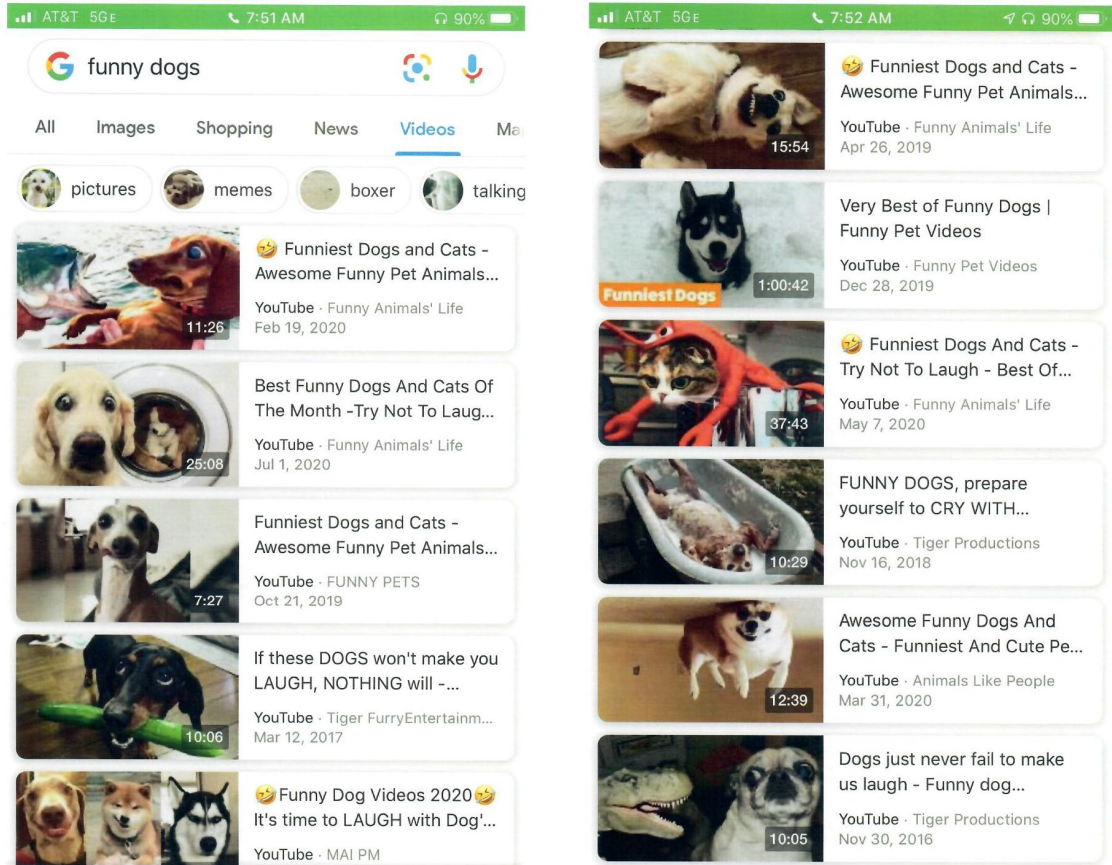 AT&T 5GE 7:51 AM 90%
funny dogs
All Images Shopping News Videos Ma
pictures memes boxer talking
🤣 Funniest Dogs and Cats -
Awesome Funny Pet Animals...
YouTube · Funny Animals' Life
Feb 19, 2020
11:26
Best Funny Dogs And Cats Of
The Month -Try Not To Laug...
YouTube · Funny Animals' Life
Jul 1, 2020
25:08
Funniest Dogs and Cats -
Awesome Funny Pet Animals...
YouTube · FUNNY PETS
Oct 21, 2019
7:27
If these DOGS won't make you
LAUGH, NOTHING will -...
YouTube · Tiger FurryEntertainm...
Mar 12, 2017
10:06
🤣Funny Dog Videos 2020🤣
It's time to LAUGH with Dog'...
YouTube · MAI PM
AT&T 5GE 7:52 AM 90%
🤣 Funniest Dogs and Cats -
Awesome Funny Pet Animals...
YouTube · Funny Animals' Life
Apr 26, 2019
15:54
Very Best of Funny Dogs |
Funny Pet Videos
YouTube · Funny Pet Videos
Dec 28, 2019
1:00:42
Funniest Dogs
🤣 Funniest Dogs And Cats -
Try Not To Laugh - Best Of...
YouTube · Funny Animals' Life
May 7, 2020
37:43
FUNNY DOGS, prepare
yourself to CRY WITH...
YouTube · Tiger Productions
Nov 16, 2018
10:29
Awesome Funny Dogs And
Cats - Funniest And Cute Pe...
YouTube · Animals Like People
Mar 31, 2020
12:39
Dogs just never fail to make
us laugh - Funny dog...
YouTube · Tiger Productions
Nov 30, 2016
10:05